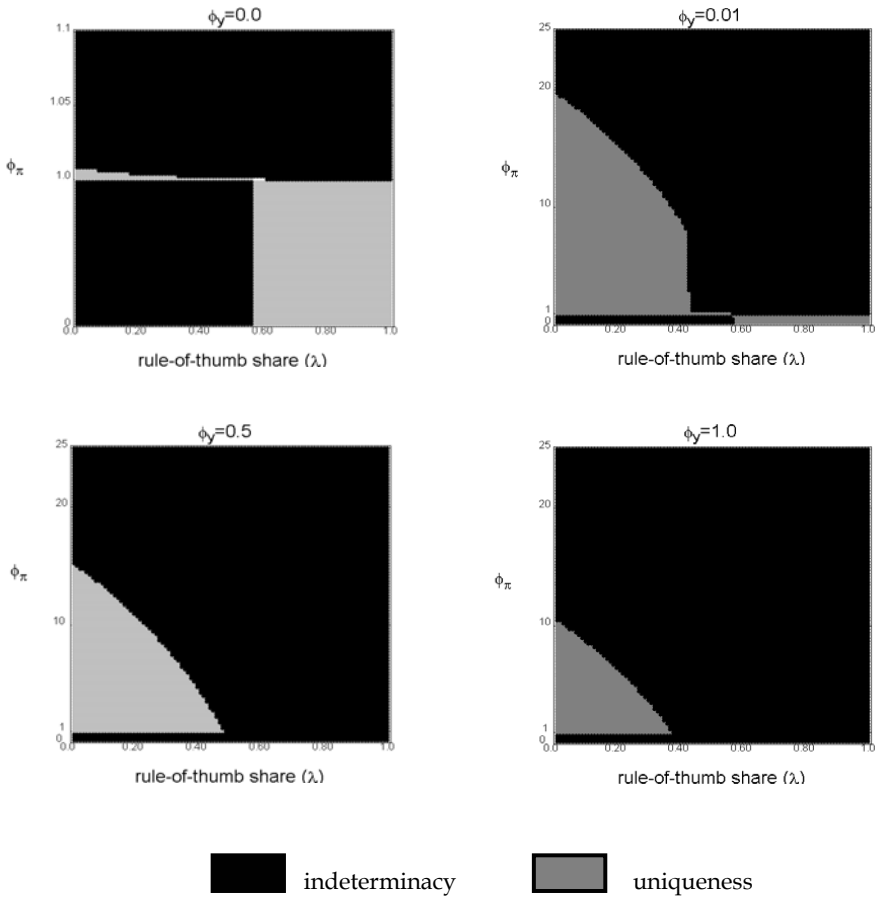 ϕy=0.0
1.1
1.05
ϕπ
1.0
0
0.0 0.20 0.40 0.60 0.80 1.0
rule-of-thumb share (λ)
ϕy=0.01
25
20
ϕπ
10
1
0
0.0 0.20 0.40 0.60 0.80 1.0
rule-of-thumb share (λ)
ϕy=0.5
25
20
ϕπ
10
1
0
0.0 0.20 0.40 0.60 0.80 1.0
rule-of-thumb share (λ)
ϕy=1.0
25
20
ϕπ
10
1
0
0.0 0.20 0.40 0.60 0.80 1.0
rule-of-thumb share (λ)
indeterminacy uniqueness